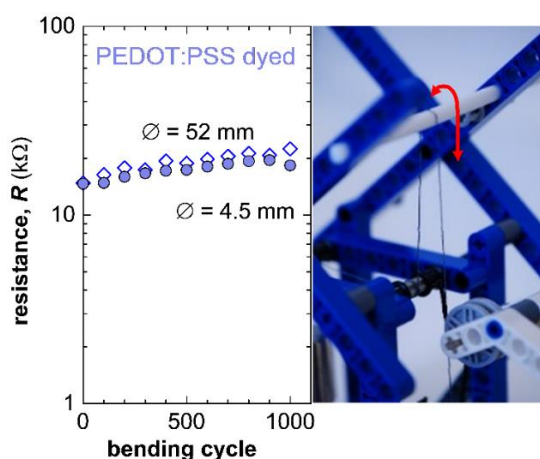 100
PEDOT:PSS dyed
∅ = 52 mm
10
∅ = 4.5 mm
1
0 500 1000
resistance, R (kΩ)
bending cycle